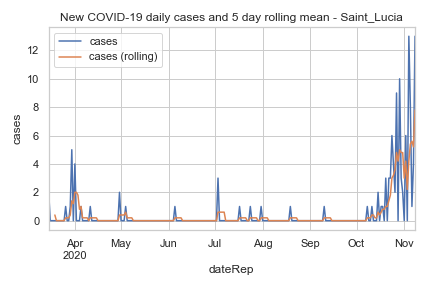 New COVID-19 daily cases and 5 day rolling mean - Saint_Lucia
cases
cases (rolling)
cases
12
10
8
6
4
2
0
Apr May Jun Jul Aug Sep Oct Nov
2020
dateRep